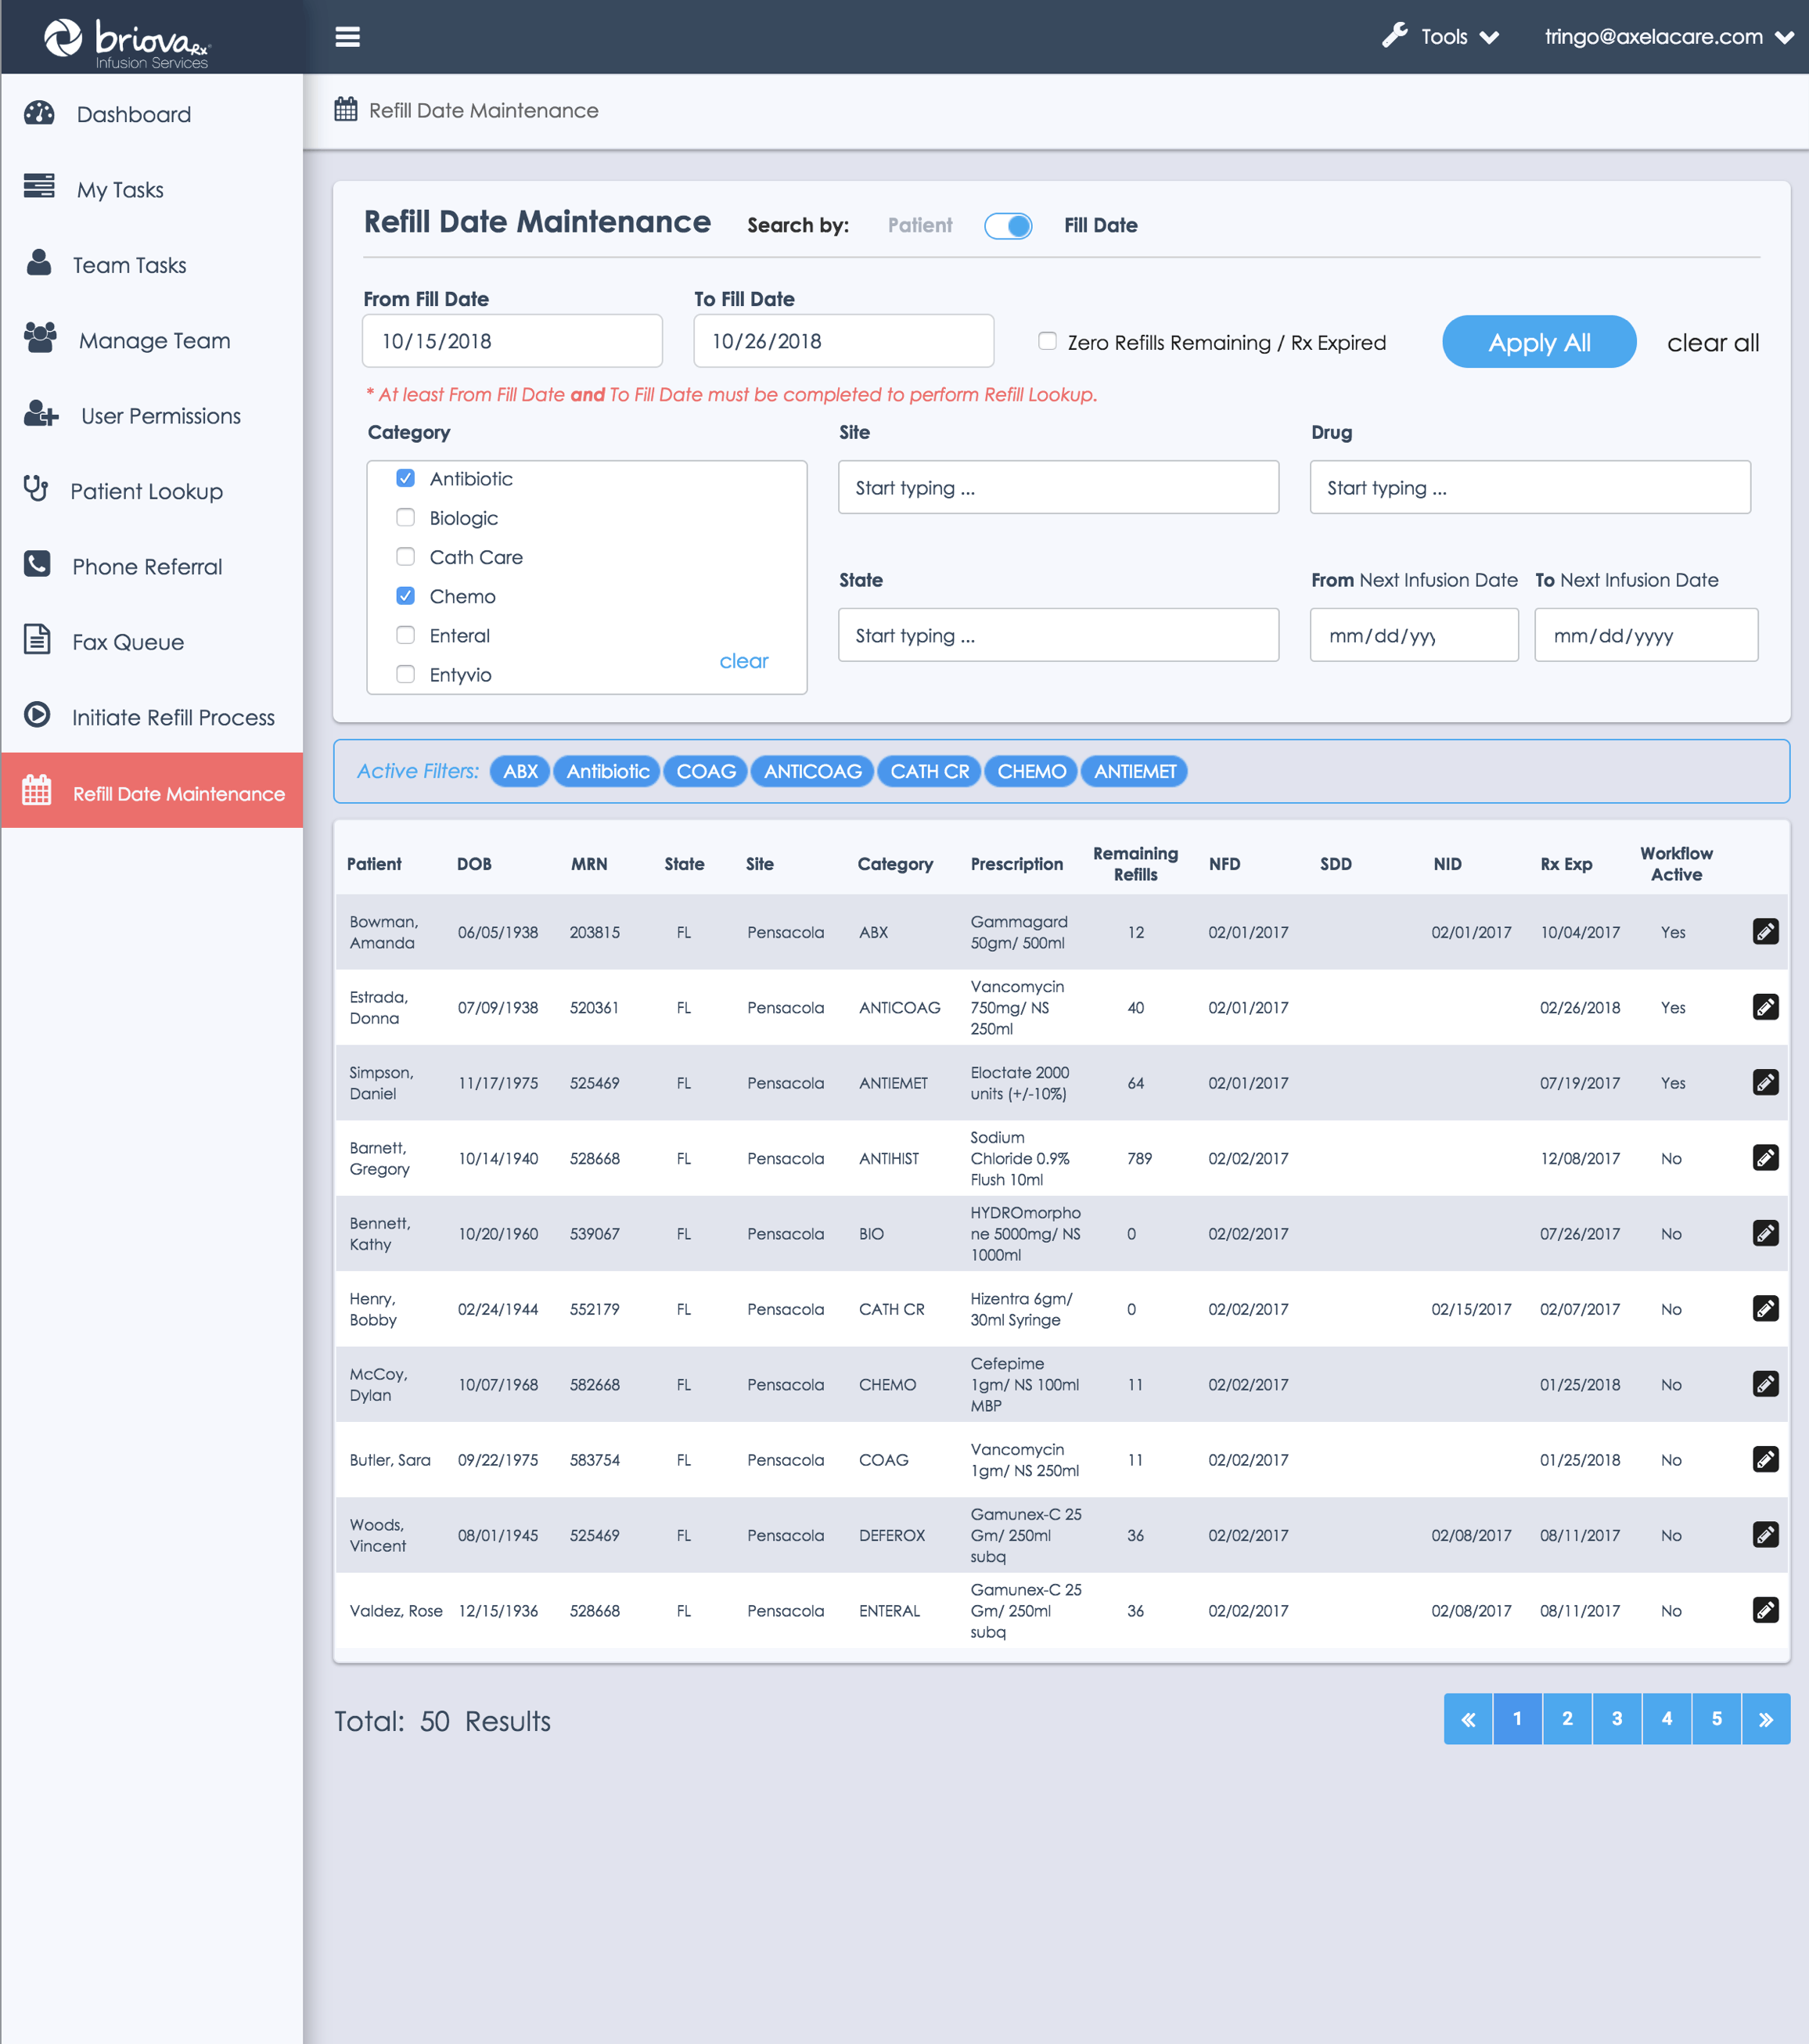 briovaRx®
Infusion Services
Tools
tringo@axelacare.com
Dashboard
My Tasks
Team Tasks
Manage Team
User Permissions
Patient Lookup
Phone Referral
Fax Queue
Initiate Refill Process
Refill Date Maintenance
Refill Date Maintenance
Refill Date Maintenance Search by: Patient Fill Date
From Fill Date To Fill Date
10/15/2018 10/26/2018 Zero Refills Remaining / Rx Expired Apply All clear all
* At least From Fill Date and To Fill Date must be completed to perform Refill Lookup.
Category Site Drug
Antibiotic
Biologic
Cath Care
Chemo
Enteral
Entyvio
clear
Start typing ... Start typing ...
State From Next Infusion Date To Next Infusion Date
Start typing ... mm/dd/yyy mm/dd/yyyy
Active Filters: ABX Antibiotic COAG ANTICOAG CATH CR CHEMO ANTIEMET
Patient DOB MRN State Site Category Prescription Remaining Refills NFD SDD NID Rx Exp Workflow Active
Bowman, Amanda 06/05/1938 203815 FL Pensacola ABX Gammagard 50gm/ 500ml 12 02/01/2017 02/01/2017 10/04/2017 Yes
Estrada, Donna 07/09/1938 520361 FL Pensacola ANTICOAG Vancomycin 750mg/ NS 250ml 40 02/01/2017 02/26/2018 Yes
Simpson, Daniel 11/17/1975 525469 FL Pensacola ANTIEMET Eloctate 2000 units (+/-10%) 64 02/01/2017 07/19/2017 Yes
Barnett, Gregory 10/14/1940 528668 FL Pensacola ANTIHIST Sodium Chloride 0.9% Flush 10ml 789 02/02/2017 12/08/2017 No
Bennett, Kathy 10/20/1960 539067 FL Pensacola BIO HYDROmorpho ne 5000mg/ NS 1000ml 0 02/02/2017 07/26/2017 No
Henry, Bobby 02/24/1944 552179 FL Pensacola CATH CR Hizentra 6gm/ 30ml Syringe 0 02/02/2017 02/15/2017 02/07/2017 No
McCoy, Dylan 10/07/1968 582668 FL Pensacola CHEMO Cefepime 1gm/ NS 100ml MBP 11 02/02/2017 01/25/2018 No
Butler, Sara 09/22/1975 583754 FL Pensacola COAG Vancomycin 1gm/ NS 250ml 11 02/02/2017 01/25/2018 No
Woods, Vincent 08/01/1945 525469 FL Pensacola DEFEROX Gamunex-C 25 Gm/ 250ml subq 36 02/02/2017 02/08/2017 08/11/2017 No
Valdez, Rose 12/15/1936 528668 FL Pensacola ENTERAL Gamunex-C 25 Gm/ 250ml subq 36 02/02/2017 02/08/2017 08/11/2017 No
Total: 50 Results
« 1 2 3 4 5 »